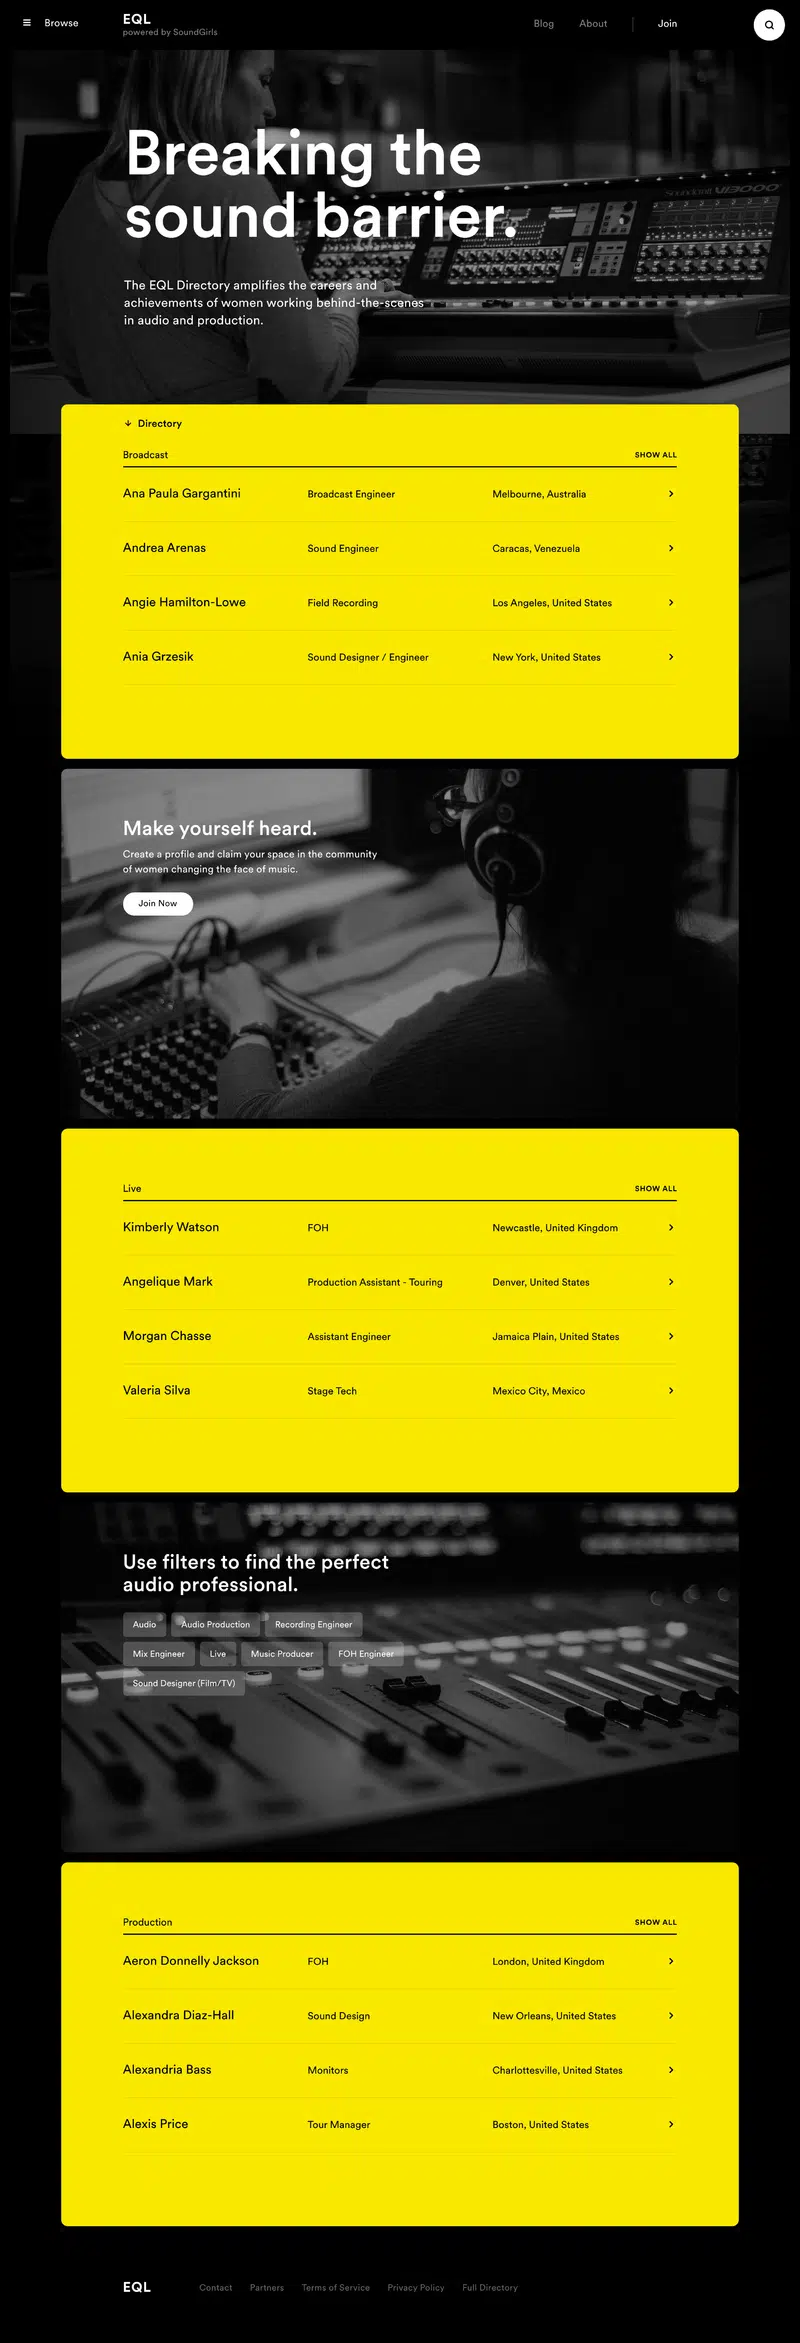 Browse
EQL
powered by SoundGirls
Blog
About
Join
Breaking the
sound barrier.
Soundcraft Vi3000
The EQL Directory amplifies the careers and
achievements of women working behind-the-scenes
in audio and production.
Directory
Broadcast
SHOW ALL
Ana Paula Gargantini
Broadcast Engineer
Melbourne, Australia
Andrea Arenas
Sound Engineer
Caracas, Venezuela
Angie Hamilton-Lowe
Field Recording
Los Angeles, United States
Ania Grzesik
Sound Designer / Engineer
New York, United States
Make yourself heard.
Create a profile and claim your space in the community
of women changing the face of music.
Join Now
Live
SHOW ALL
Kimberly Watson
FOH
Newcastle, United Kingdom
Angelique Mark
Production Assistant - Touring
Denver, United States
Morgan Chasse
Assistant Engineer
Jamaica Plain, United States
Valeria Silva
Stage Tech
Mexico City, Mexico
Use filters to find the perfect
audio professional.
Audio
Audio Production
Recording Engineer
Mix Engineer
Live
Music Producer
FOH Engineer
Sound Designer (Film/TV)
Production
SHOW ALL
Aeron Donnelly Jackson
FOH
London, United Kingdom
Alexandra Diaz-Hall
Sound Design
New Orleans, United States
Alexandria Bass
Monitors
Charlottesville, United States
Alexis Price
Tour Manager
Boston, United States
EQL
Contact
Partners
Terms of Service
Privacy Policy
Full Directory